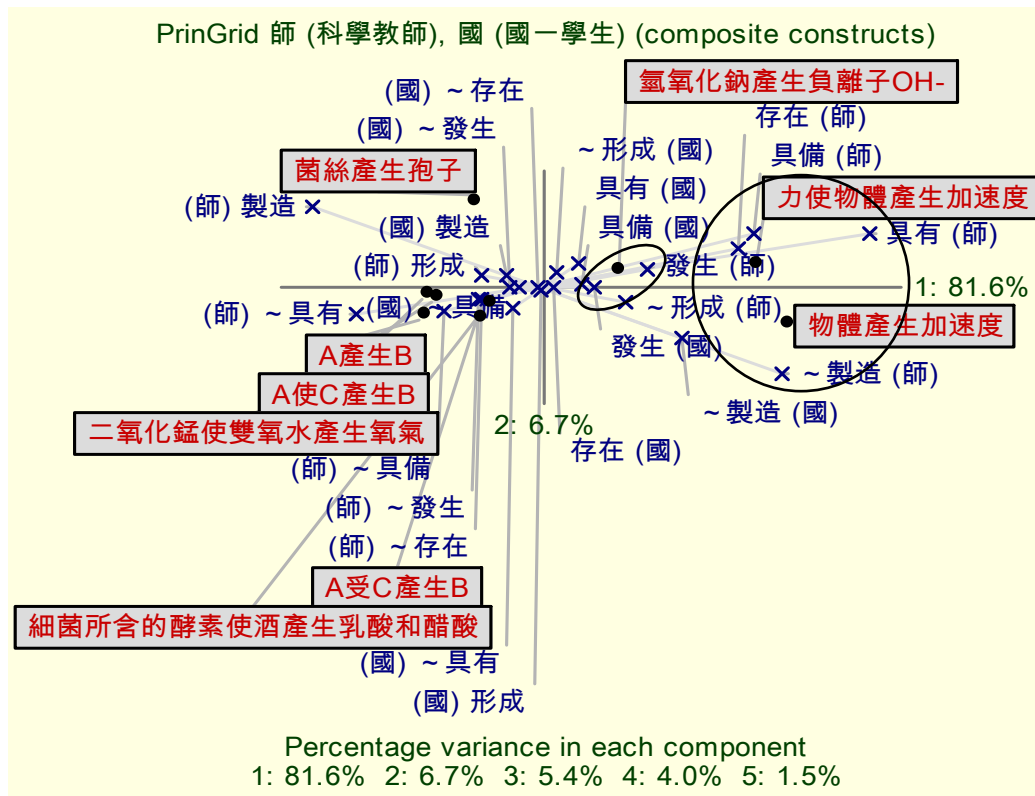 PrinGrid 師 (科學教師), 國 (國一學生) (composite constructs)
氫氧化鈉產生負離子OH-
(國) ~存在
存在 (師)
(國) ~發生
~形成 (國)
具備 (師)
菌絲產生孢子
具有 (國)
力使物體產生加速度
(師) 製造
(國) 製造
具備 (國)
具有 (師)
(師) 形成
發生 (師)
1: 81.6%
(師) ~具有
(國) ~具備
~形成 (師)
物體產生加速度
A產生B
發生 (國)
~製造 (師)
A使C產生B
~製造 (國)
二氧化錳使雙氧水產生氧氣
2: 6.7%
存在 (國)
(師) ~具備
(師) ~發生
(師) ~存在
A受C產生B
細菌所含的酵素使酒產生乳酸和醋酸
(國) ~具有
(國) 形成
Percentage variance in each component
1: 81.6% 2: 6.7% 3: 5.4% 4: 4.0% 5: 1.5%